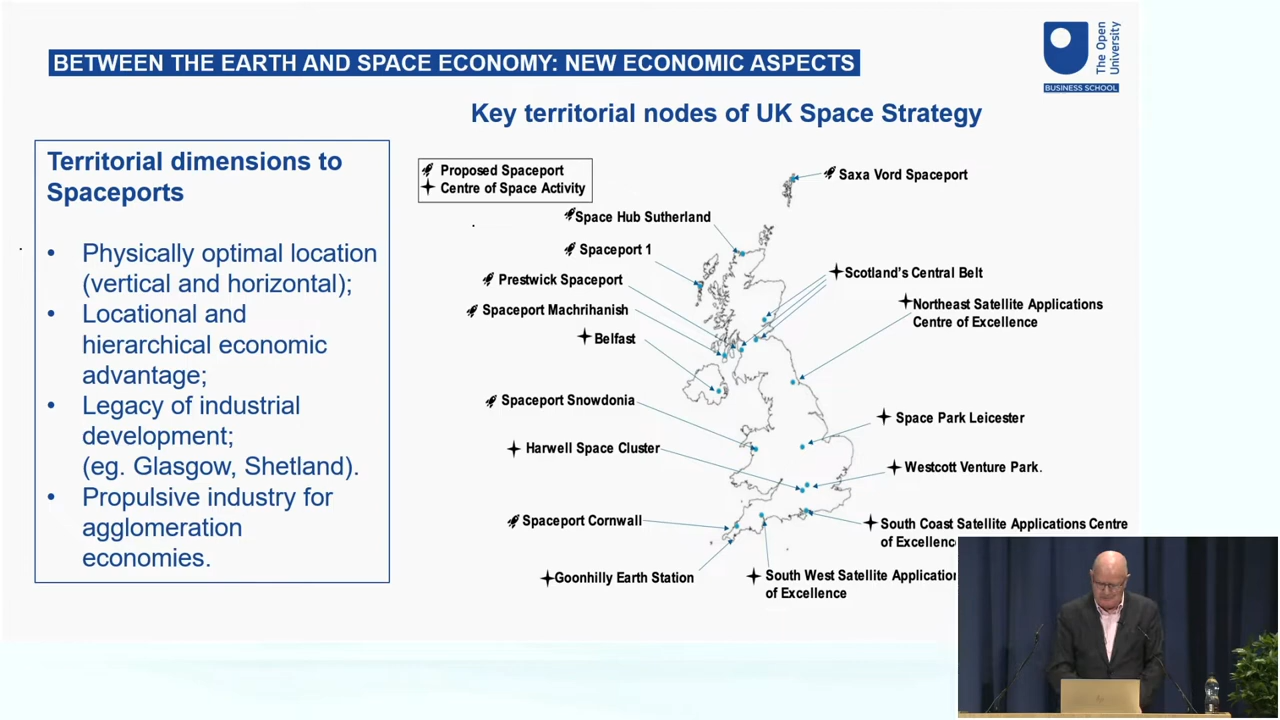 BETWEEN THE EARTH AND SPACE ECONOMY: NEW ECONOMIC ASPECTS
The Open
University
BUSINESS SCHOOL
Key territorial nodes of UK Space Strategy
Territorial dimensions to
Spaceports
• Physically optimal location
(vertical and horizontal);
• Locational and
hierarchical economic
advantage;
• Legacy of industrial
development;
(eg. Glasgow, Shetland).
• Propulsive industry for
agglomeration
economies.
Proposed Spaceport
Centre of Space Activity
Saxa Vord Spaceport
Space Hub Sutherland
Spaceport 1
Prestwick Spaceport
Scotland's Central Belt
Spaceport Machrihanish
Northeast Satellite Applications
Centre of Excellence
Belfast
Spaceport Snowdonia
Space Park Leicester
Harwell Space Cluster
Westcott Venture Park.
Spaceport Cornwall
South Coast Satellite Applications Centre
of Excellence
Goonhilly Earth Station
South West Satellite
of Excellence